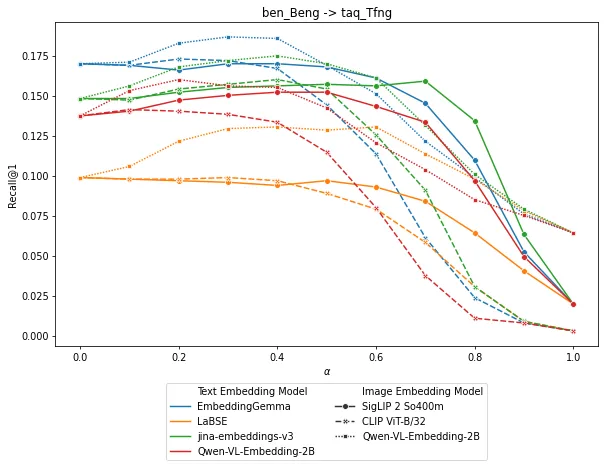 ben_Beng -> taq_Tfng
Recall@1
0.175
0.150
0.125
0.100
0.075
0.050
0.025
0.000
0.0 0.2 0.4 0.6 0.8 1.0
α
Text Embedding Model Image Embedding Model
EmbeddingGemma SigLIP 2 So400m
LaBSE CLIP ViT-B/32
jina-embeddings-v3 Qwen-VL-Embedding-2B
Qwen-VL-Embedding-2B